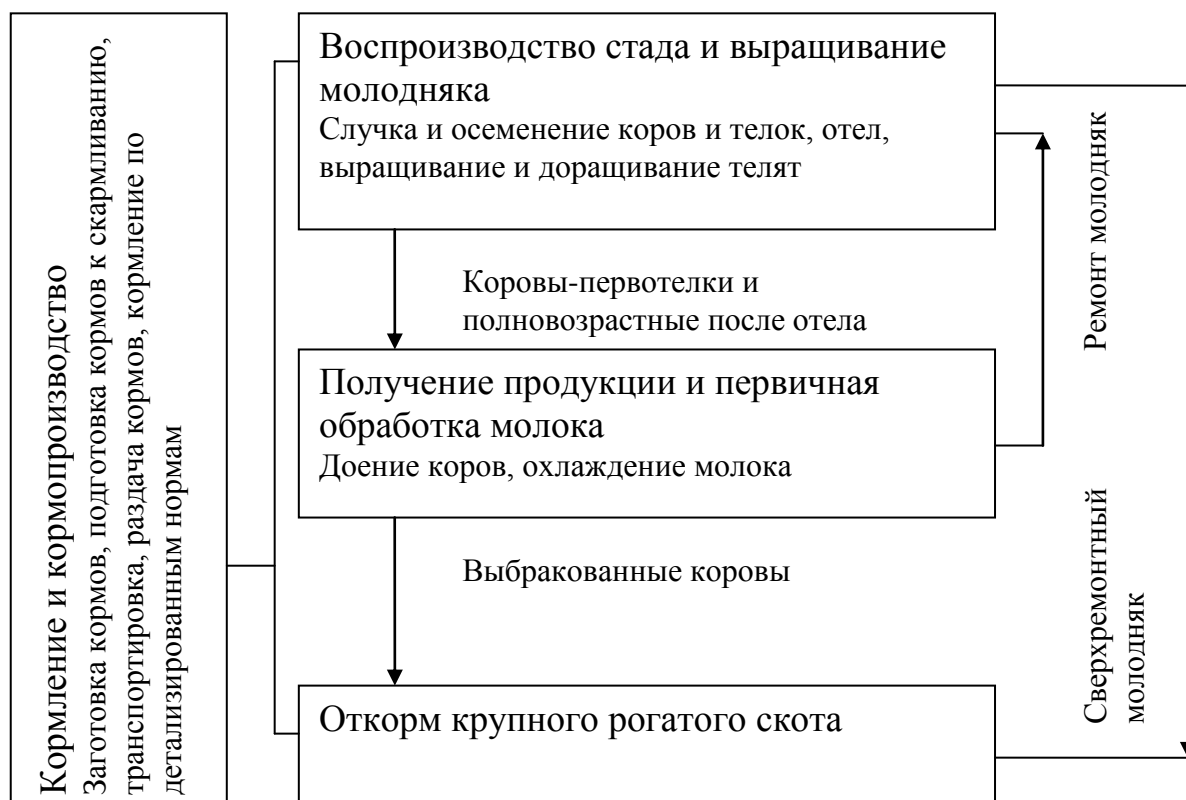 Кормление и кормопроизводство
Заготовка кормов, подготовка кормов к скармливанию,
транспортировка, раздача кормов, кормление по
детализированным нормам
Воспроизводство стада и выращивание
молодняка
Случка и осеменение коров и телок, отел,
выращивание и доращивание телят
Коровы-первотелки и
полновозрастные после отела
Получение продукции и первичная
обработка молока
Доение коров, охлаждение молока
Выбракованные коровы
Откорм крупного рогатого скота
Ремонт молодняк
Сверхремонтный
молодняк